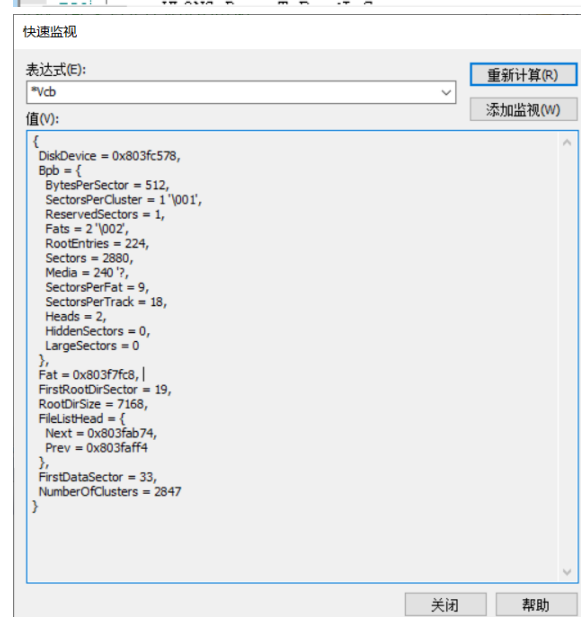 快速监视
表达式(E):
重新计算(R)
*Vcb
添加监视(W)
值(V):
{
DiskDevice = 0x803fc578,
Bpb = {
BytesPerSector = 512,
SectorsPerCluster = 1 '\001',
ReservedSectors = 1,
Fats = 2 '\002',
RootEntries = 224,
Sectors = 2880,
Media = 240 '?,
SectorsPerFat = 9,
SectorsPerTrack = 18,
Heads = 2,
HiddenSectors = 0,
LargeSectors = 0
},
Fat = 0x803f7fc8,
FirstRootDirSector = 19,
RootDirSize = 7168,
FileListHead = {
Next = 0x803fab74,
Prev = 0x803faff4
},
FirstDataSector = 33,
NumberOfClusters = 2847
}
关闭
帮助